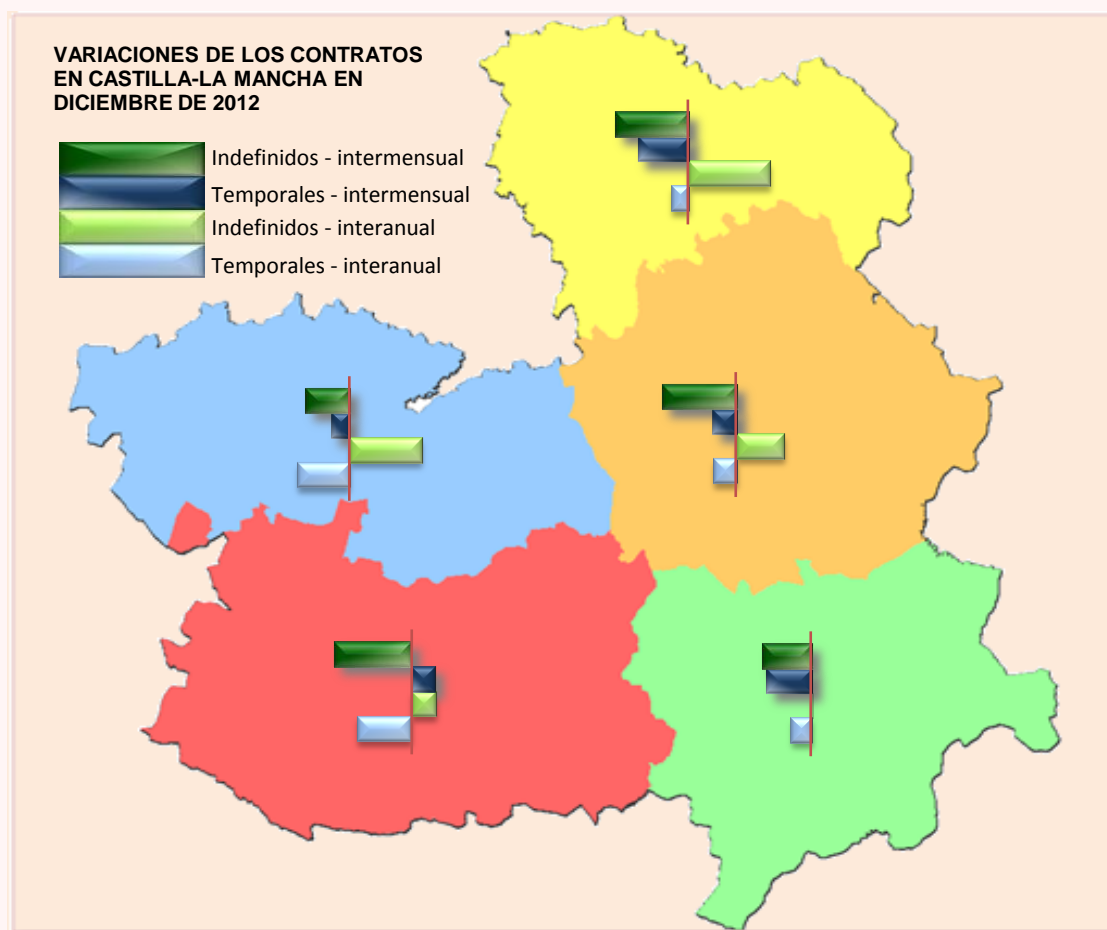 VARIACIONES DE LOS CONTRATOS
EN CASTILLA-LA MANCHA EN
DICIEMBRE DE 2012
Indefinidos - intermensual
Temporales - intermensual
Indefinidos - interanual
Temporales - interanual